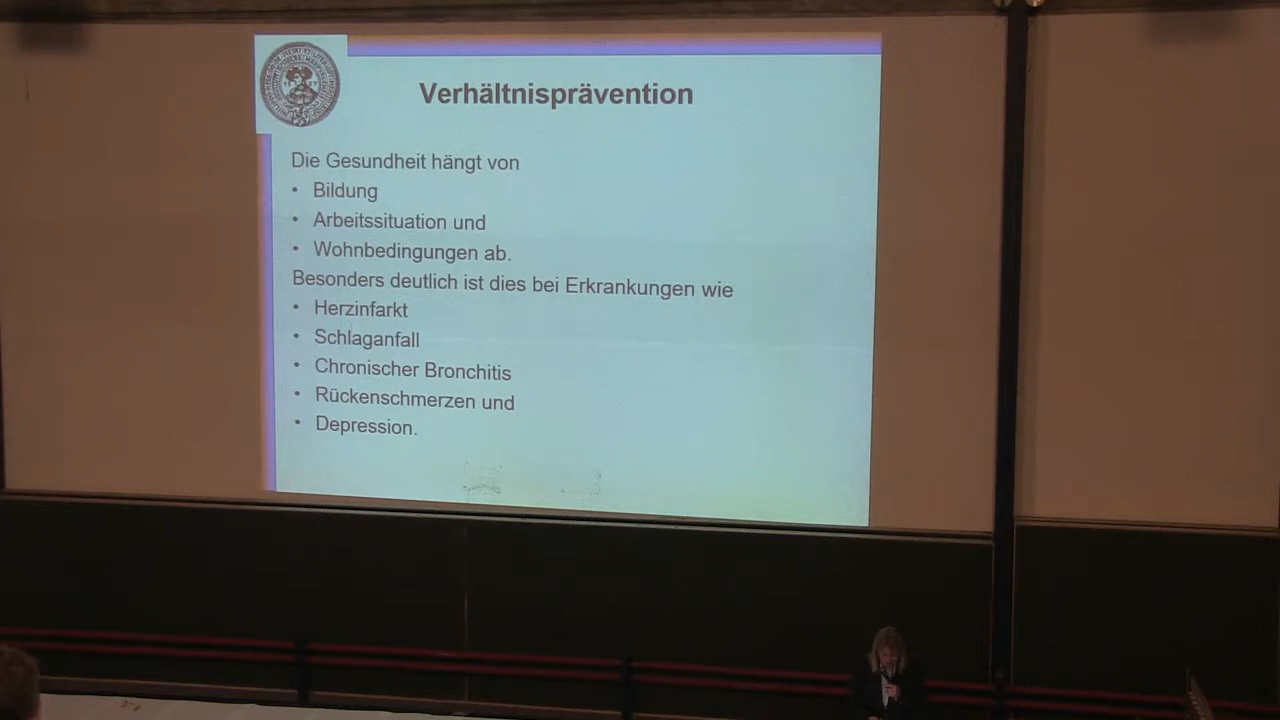 Verhältnisprävention
Die Gesundheit hängt von
• Bildung
• Arbeitssituation und
• Wohnbedingungen ab.
Besonders deutlich ist dies bei Erkrankungen wie
• Herzinfarkt
• Schlaganfall
• Chronischer Bronchitis
• Rückenschmerzen und
• Depression.